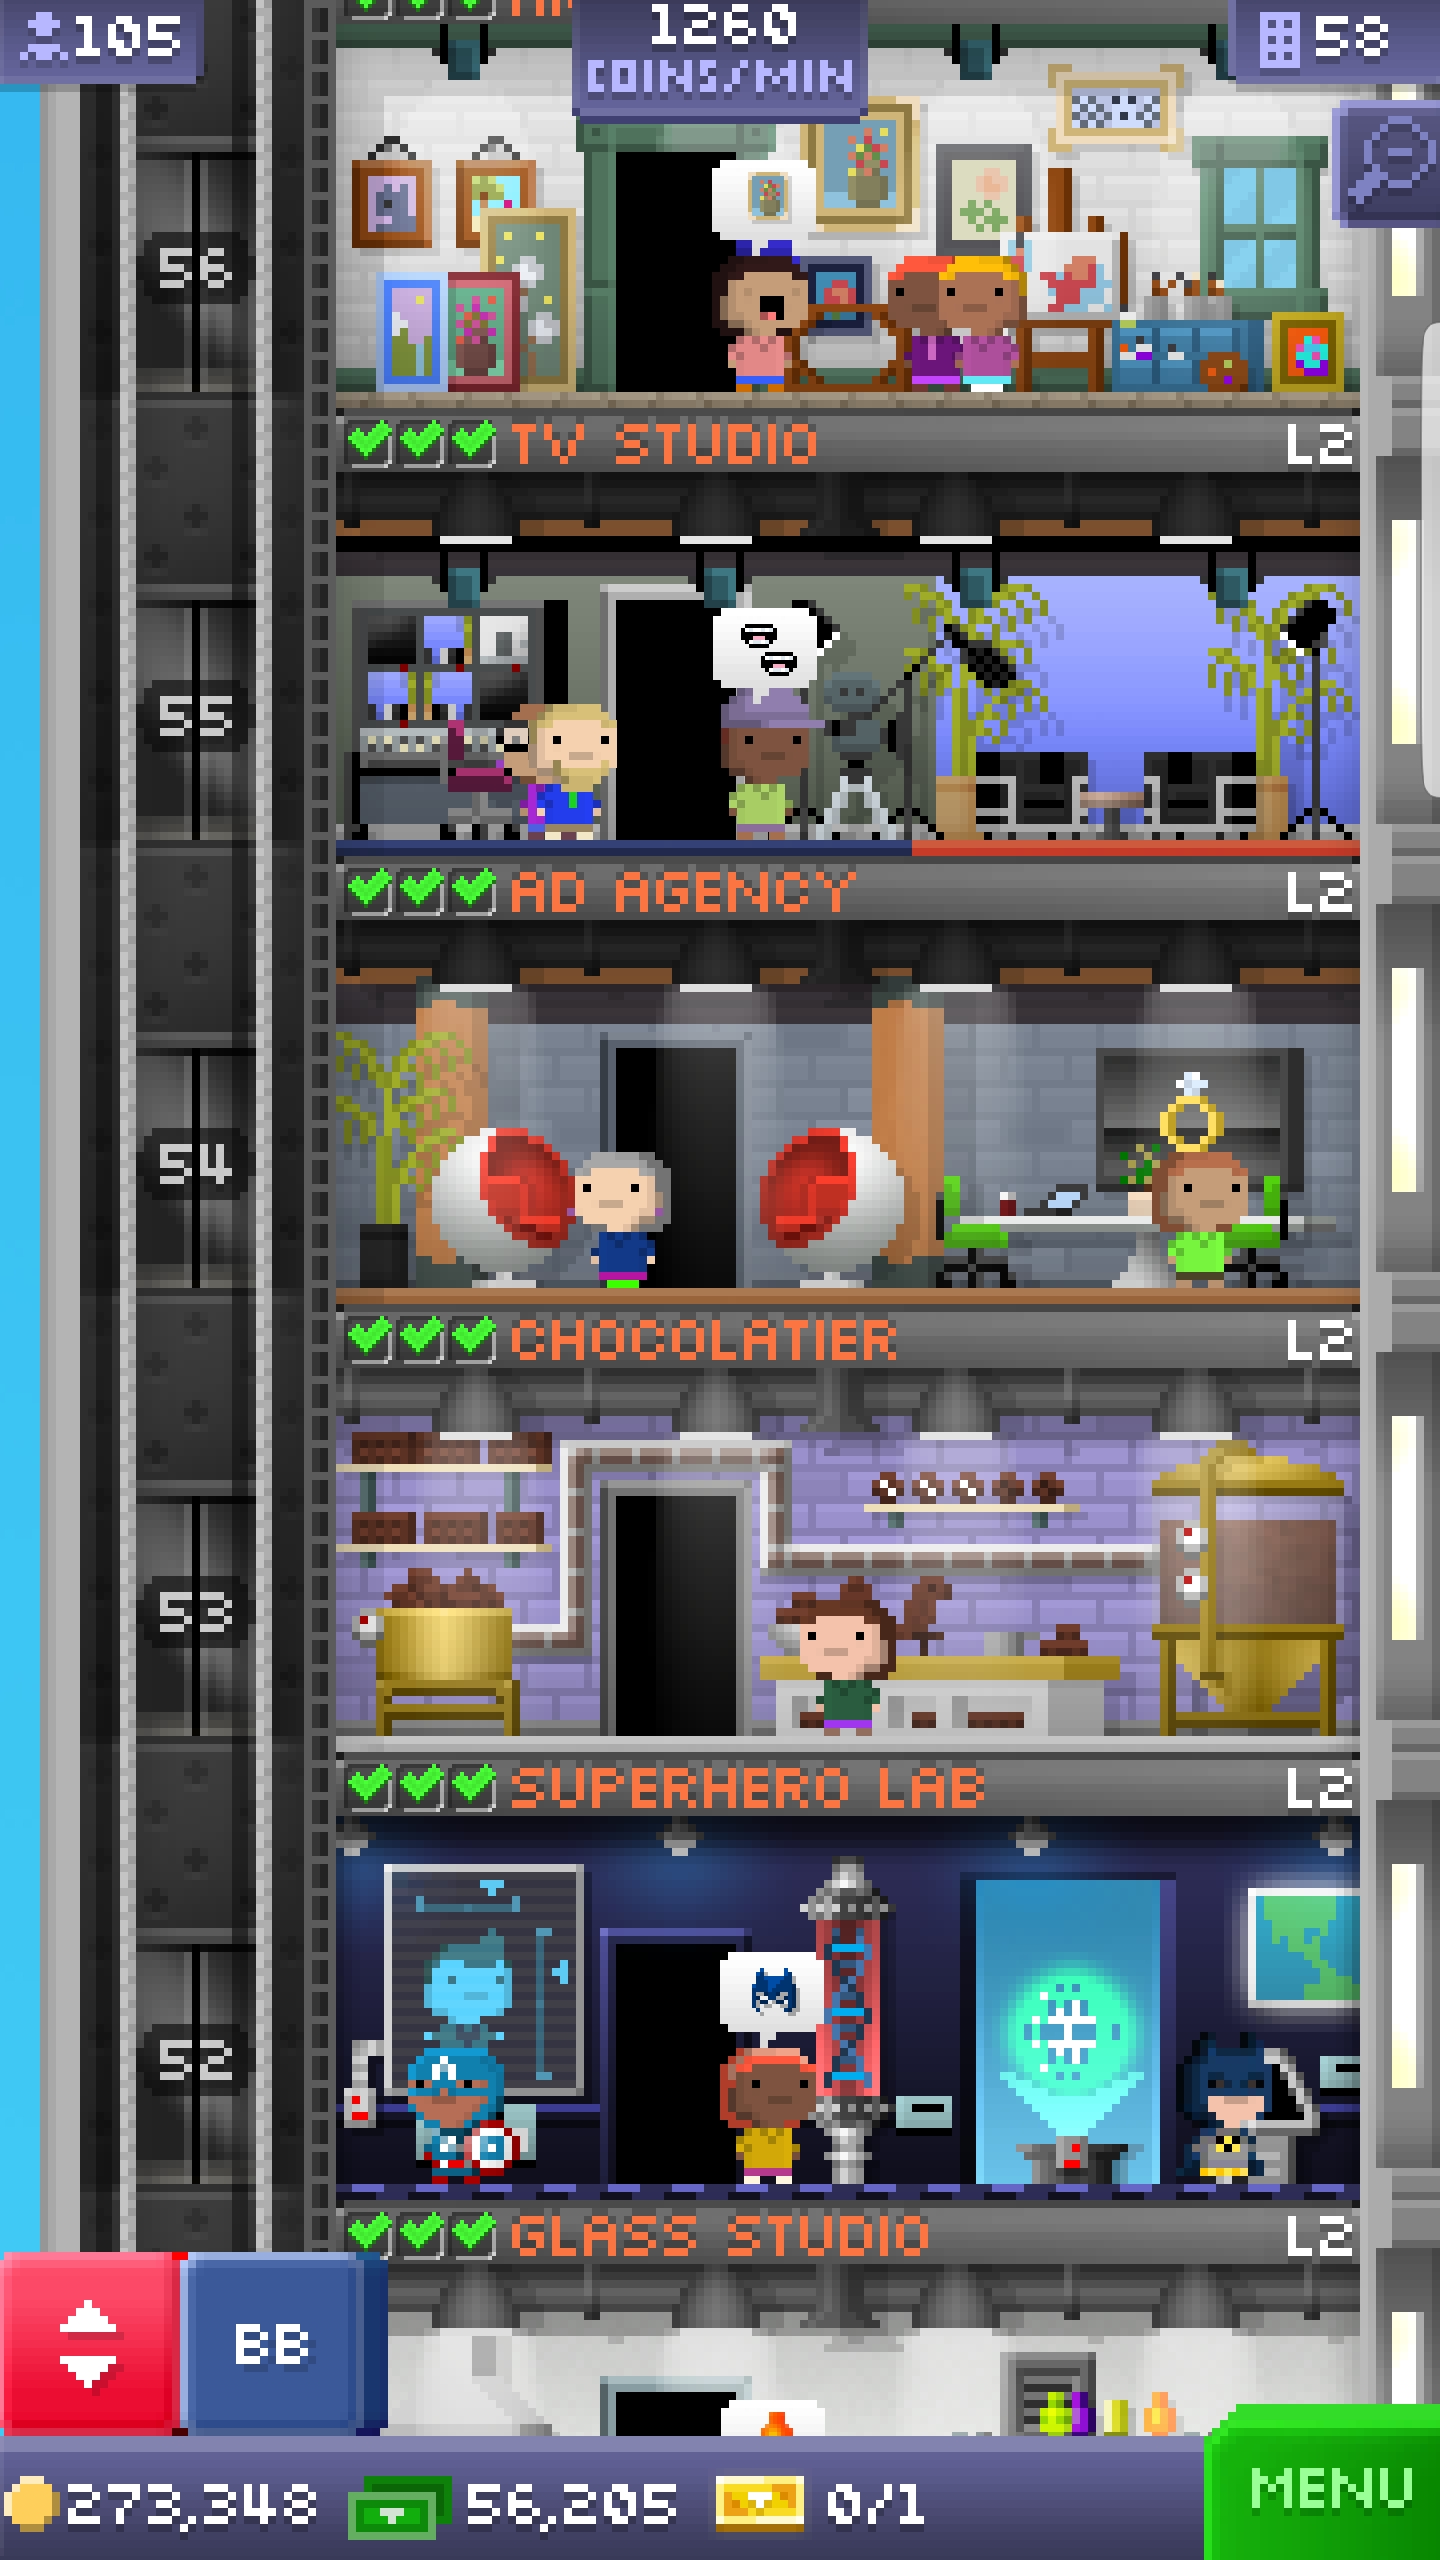 105
1260
COINS/MIN
58
56
TV STUDIO L2
55
AD AGENCY L2
54
CHOCOLATIER L2
53
SUPERHERO LAB L2
52
GLASS STUDIO L2
BB
273,348 56,205 0/1
MENU